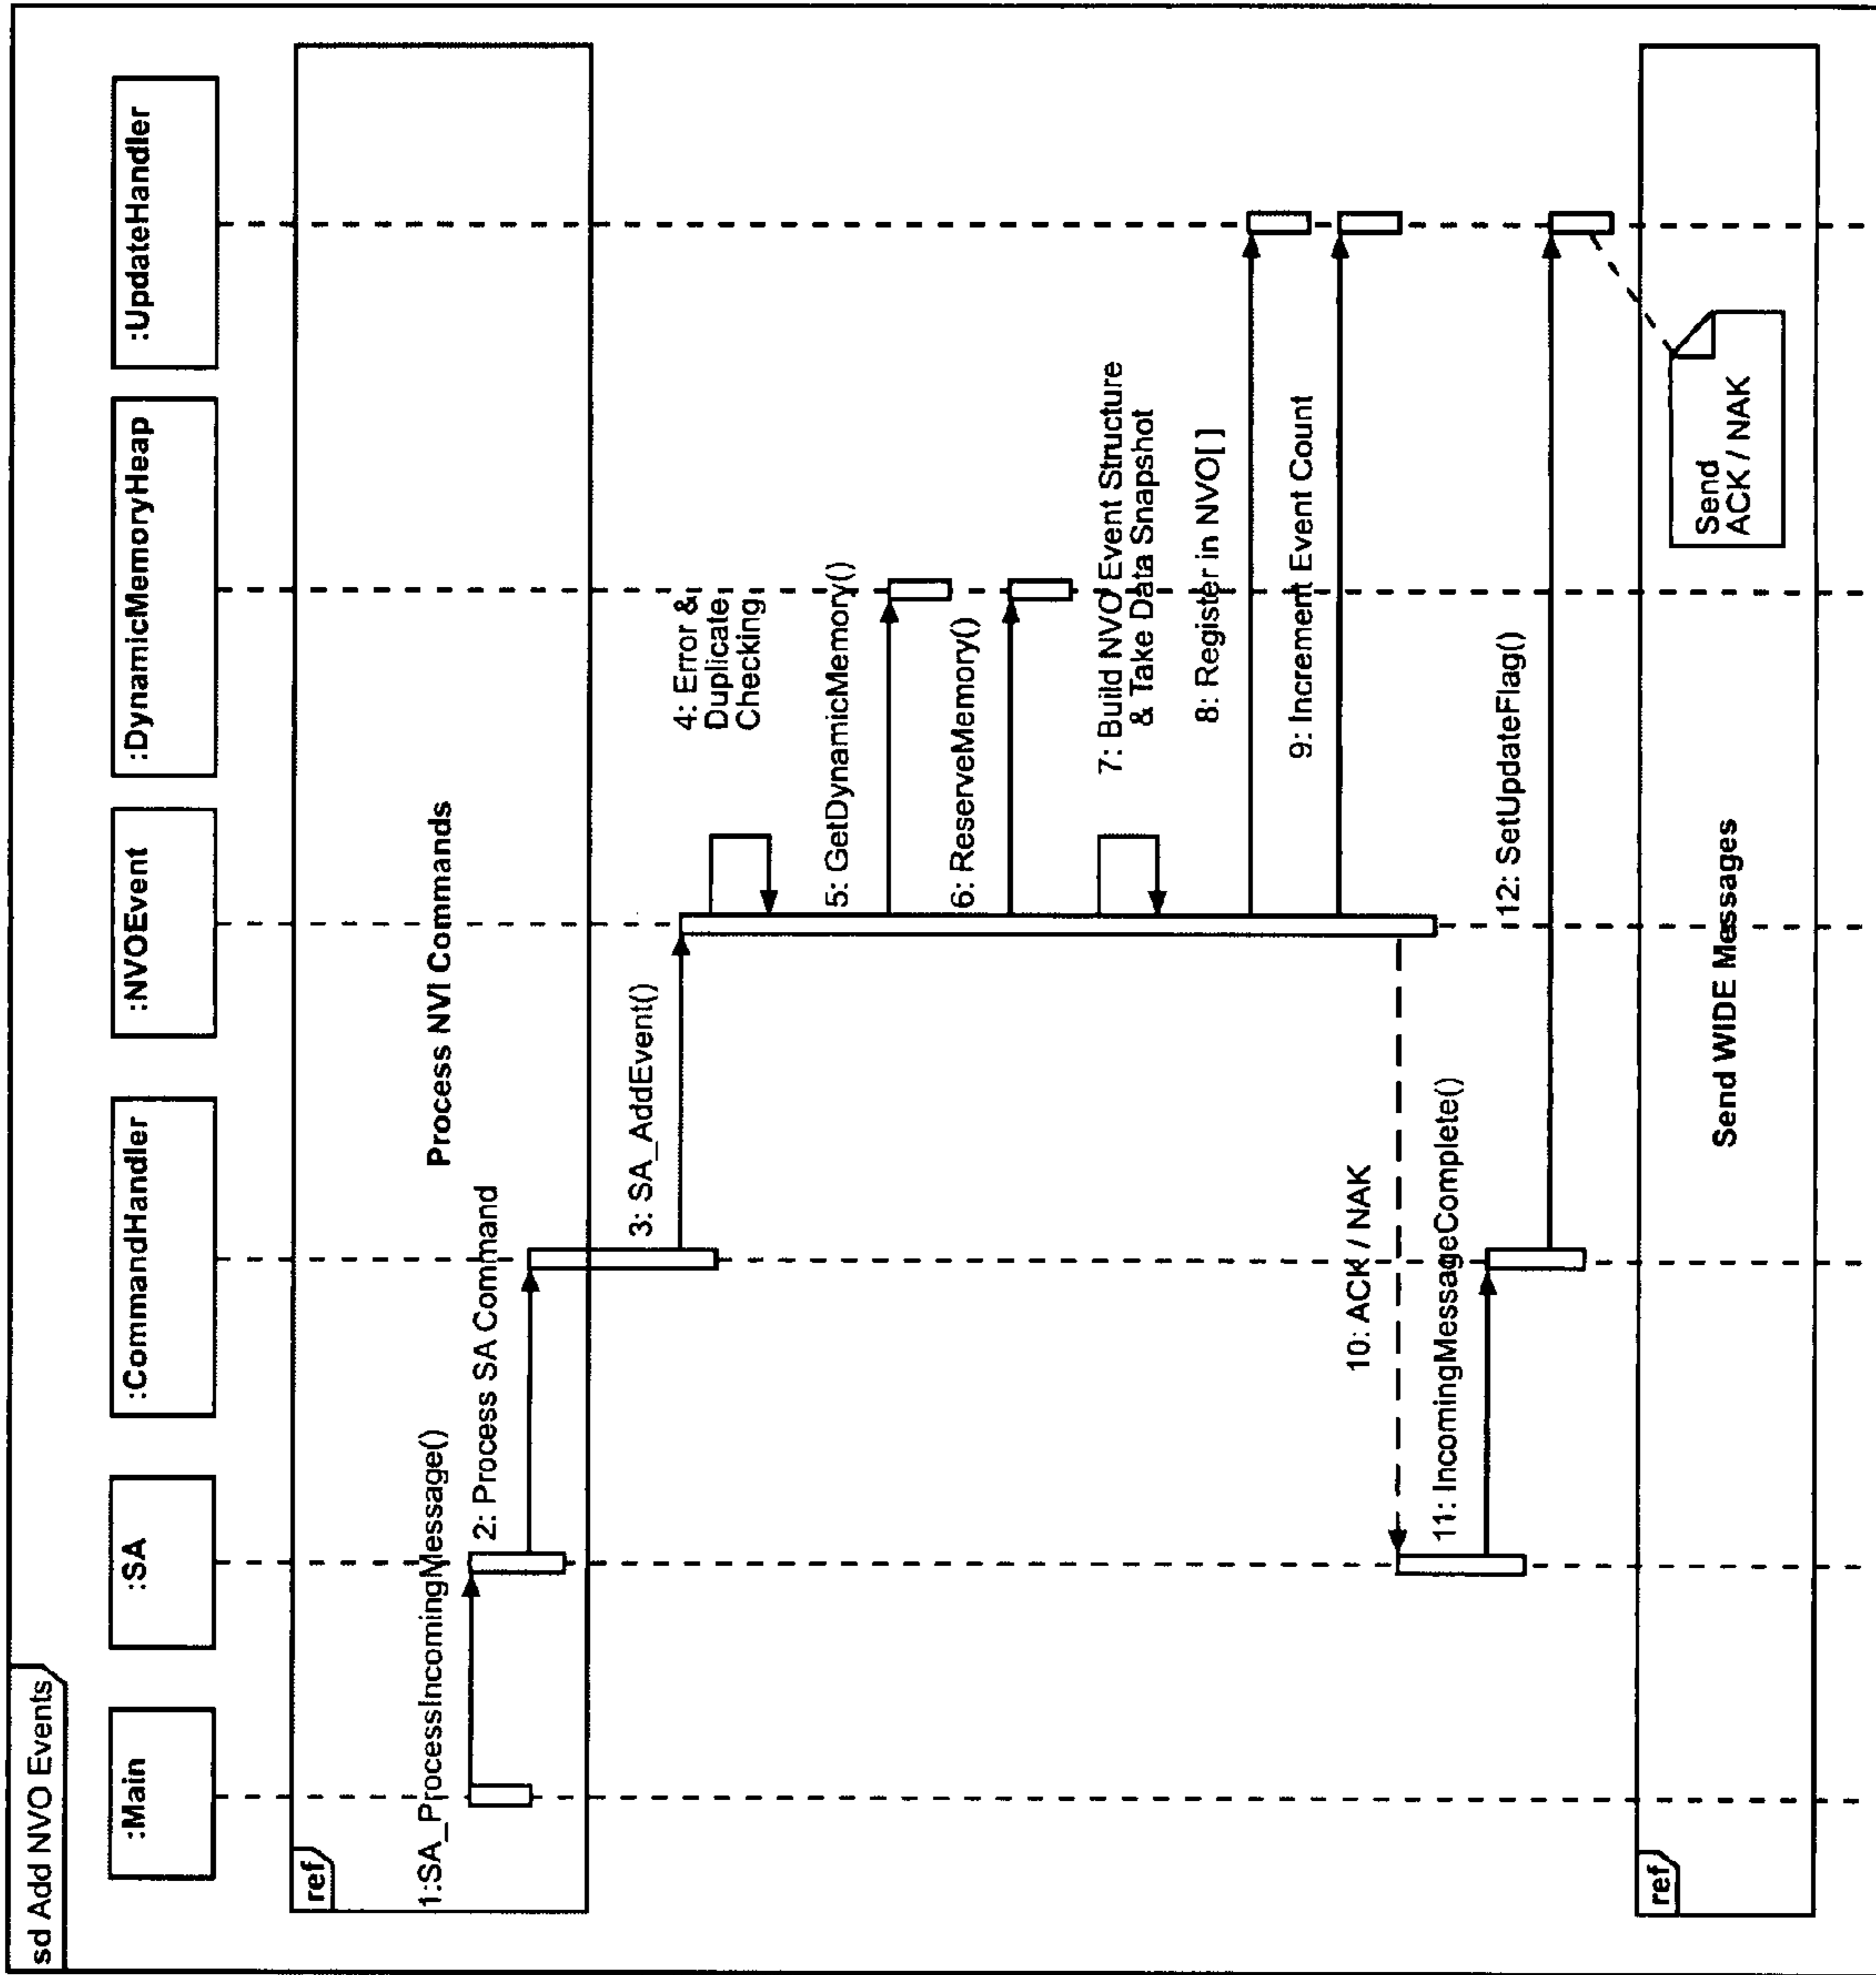 sd Add NVO Events
:Main
:SA
:CommandHandler
:NVOEvent
:DynamicMemoryHeap
:UpdateHandler
ref
Process NVI Commands
1:SA_ProcessIncomingMessage()
2: Process SA Command
3: SA_AddEvent()
4: Error &
Duplicate
Checking
5: GetDynamicMemory()
6: ReserveMemory()
7: Build NVO Event Structure
& Take Data Snapshot
8: Register in NVO[ ]
9: Increment Event Count
10: ACK / NAK
11: IncomingMessageComplete()
12: SetUpdateFlag()
ref
Send WIDE Messages
Send
ACK / NAK